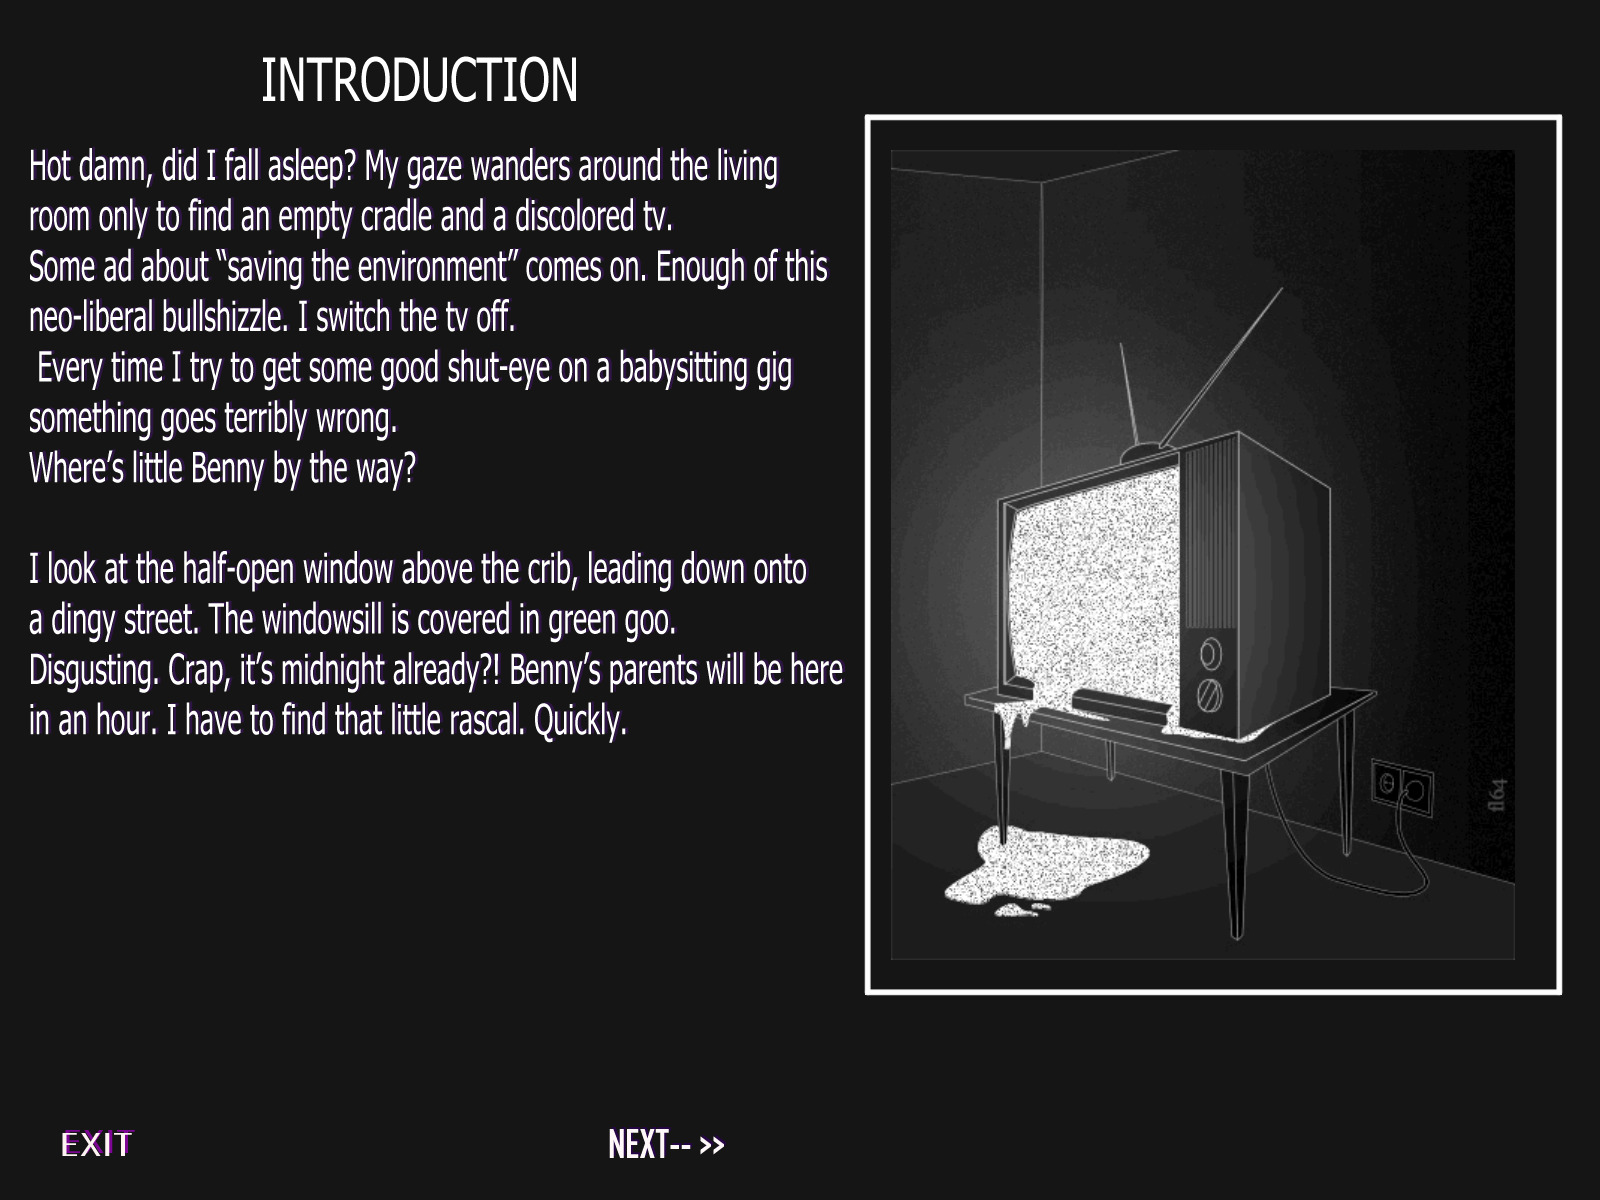 INTRODUCTION
Hot damn, did I fall asleep? My gaze wanders around the living
room only to find an empty cradle and a discolored tv.
Some ad about “saving the environment” comes on. Enough of this
neo-liberal bullshizzle. I switch the tv off.
Every time I try to get some good shut-eye on a babysitting gig
something goes terribly wrong.
Where’s little Benny by the way?
I look at the half-open window above the crib, leading down onto
a dingy street. The windowsill is covered in green goo.
Disgusting. Crap, it’s midnight already?! Benny’s parents will be here
in an hour. I have to find that little rascal. Quickly.
fl64
EXIT
NEXT-- >>